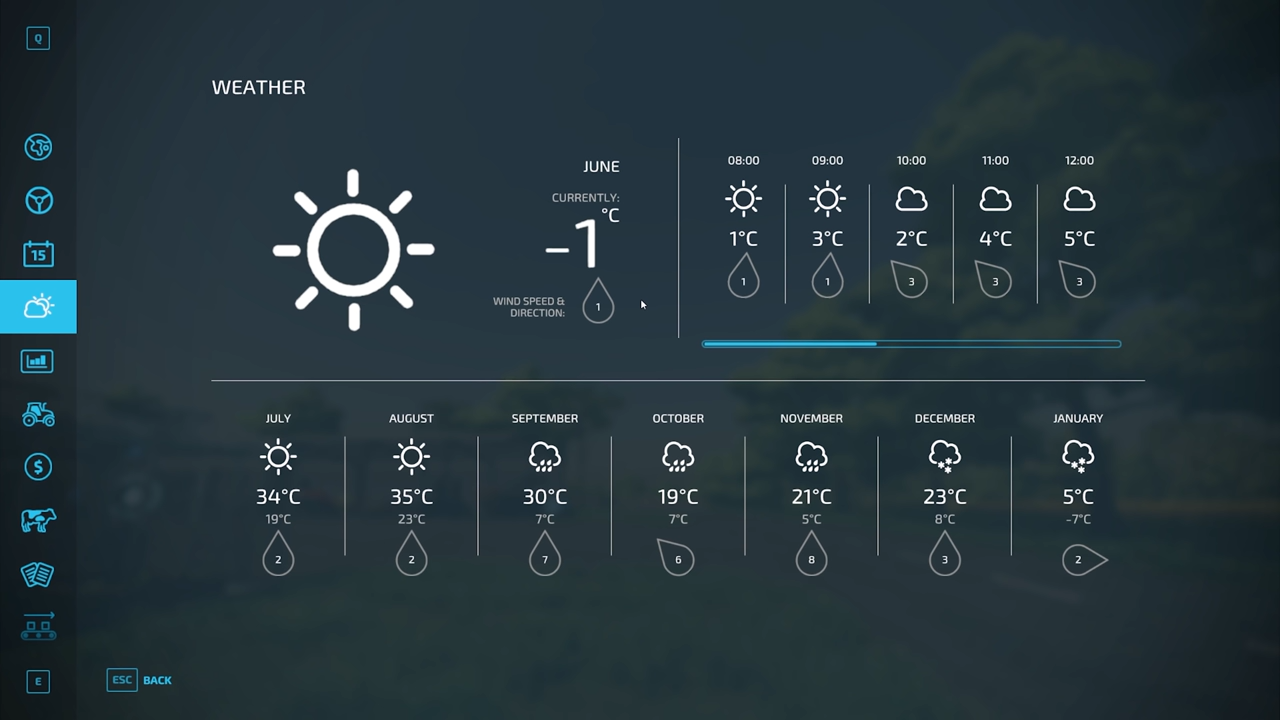 Q
WEATHER
15
JUNE
CURRENTLY:
-1 °C
WIND SPEED &
DIRECTION:
1
08:00 09:00 10:00 11:00 12:00
1°C 3°C 2°C 4°C 5°C
1 1 3 3 3
JULY AUGUST SEPTEMBER OCTOBER NOVEMBER DECEMBER JANUARY
34°C 35°C 30°C 19°C 21°C 23°C 5°C
19°C 23°C 7°C 7°C 5°C 8°C -7°C
2 2 7 6 8 3 2
$
E
ESC BACK